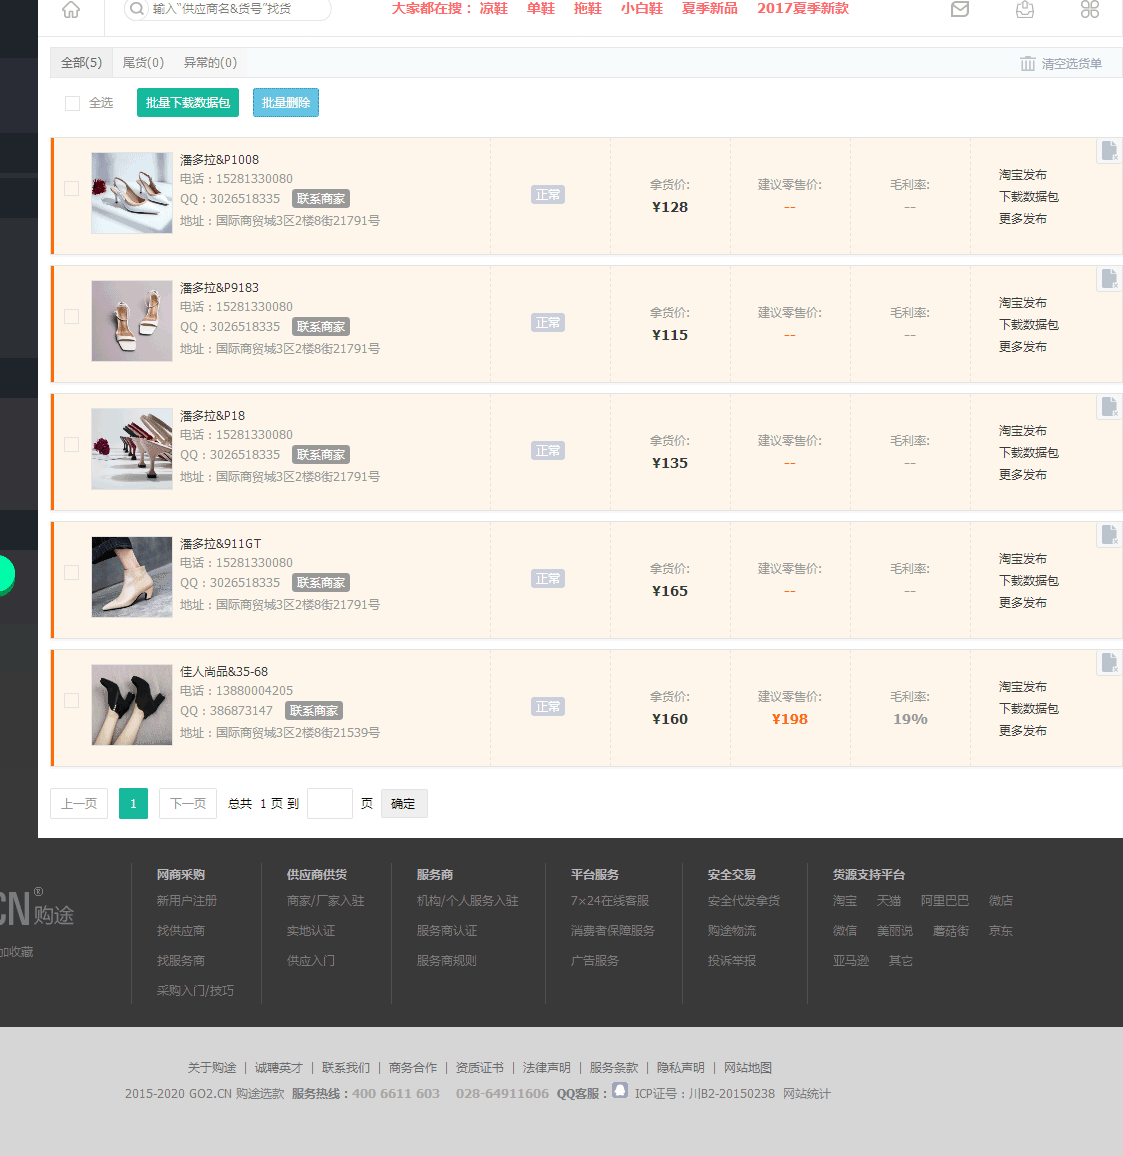 输入“供应商名&货号”找货
大家都在搜： 凉鞋 单鞋 拖鞋 小白鞋 夏季新品 2017夏季新款
全部(5) 尾货(0) 异常的(0) 清空选货单
全选 批量下载数据包 批量删除
潘多拉&P1008
电话：15281330080
QQ：3026518335 联系商家
地址：国际商贸城3区2楼8街21791号
正常
拿货价:
¥128
建议零售价:
--
毛利率:
--
淘宝发布
下载数据包
更多发布
潘多拉&P9183
电话：15281330080
QQ：3026518335 联系商家
地址：国际商贸城3区2楼8街21791号
正常
拿货价:
¥115
建议零售价:
--
毛利率:
--
淘宝发布
下载数据包
更多发布
潘多拉&P18
电话：15281330080
QQ：3026518335 联系商家
地址：国际商贸城3区2楼8街21791号
正常
拿货价:
¥135
建议零售价:
--
毛利率:
--
淘宝发布
下载数据包
更多发布
潘多拉&911GT
电话：15281330080
QQ：3026518335 联系商家
地址：国际商贸城3区2楼8街21791号
正常
拿货价:
¥165
建议零售价:
--
毛利率:
--
淘宝发布
下载数据包
更多发布
佳人尚品&35-68
电话：13880004205
QQ：386873147 联系商家
地址：国际商贸城3区2楼8街21539号
正常
拿货价:
¥160
建议零售价:
¥198
毛利率:
19%
淘宝发布
下载数据包
更多发布
上一页 1 下一页 总共 1 页 到 页 确定
CN® 购途
加收藏
网商采购
新用户注册
找供应商
找服务商
采购入门/技巧
供应商供货
商家/厂家入驻
实地认证
供应入门
服务商
机构/个人服务入驻
服务商认证
服务商规则
平台服务
7×24在线客服
消费者保障服务
广告服务
安全交易
安全代发拿货
购途物流
投诉举报
货源支持平台
淘宝 天猫 阿里巴巴 微店
微信 美丽说 蘑菇街 京东
亚马逊 其它
关于购途 | 诚聘英才 | 联系我们 | 商务合作 | 资质证书 | 法律声明 | 服务条款 | 隐私声明 | 网站地图
2015-2020 GO2.CN 购途选款 服务热线：400 6611 603 028-64911606 QQ客服： ICP证号：川B2-20150238 网站统计